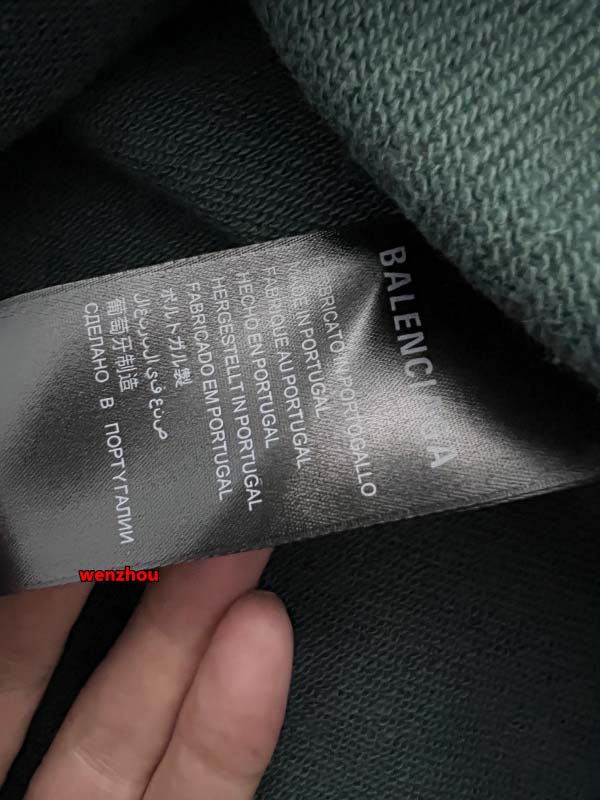 BALENCIAGA
FABRICATO IN PORTOGALLO
MADE IN PORTUGAL
FABRIQUE AU PORTUGAL
HECHO EN PORTUGAL
HERGESTELLT IN PORTUGAL
FABRICADO EM PORTUGAL
ポルトガル製
صنع في البرتغال
葡萄牙制造
СДЕЛАНО В ПОРТУГАЛИИ
wenzhou